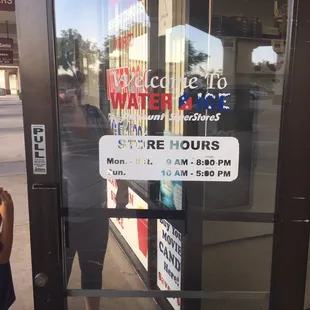 Welcome To
WATER & ICE
Discount SuperStoreS
PULL
STORE HOURS
Mon. - Sat. 9 AM - 8:00 PM
Sun. 10 AM - 5:00 PM
MOVIE
CAND